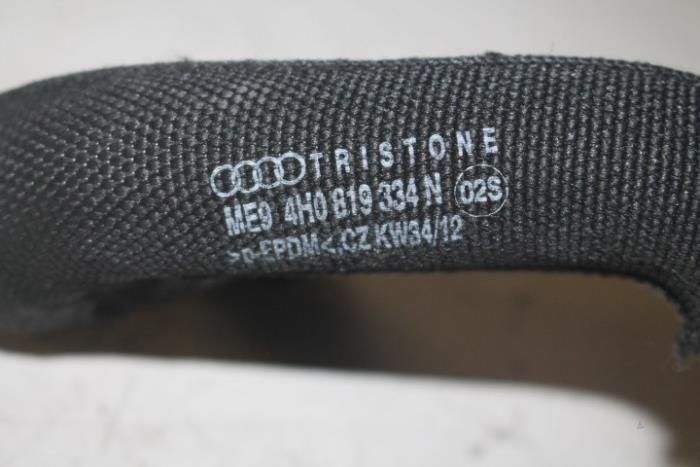 TRISTONE
ME9 4H0 819 334 N 02S
>p-EPDM<.CZ KW34/12